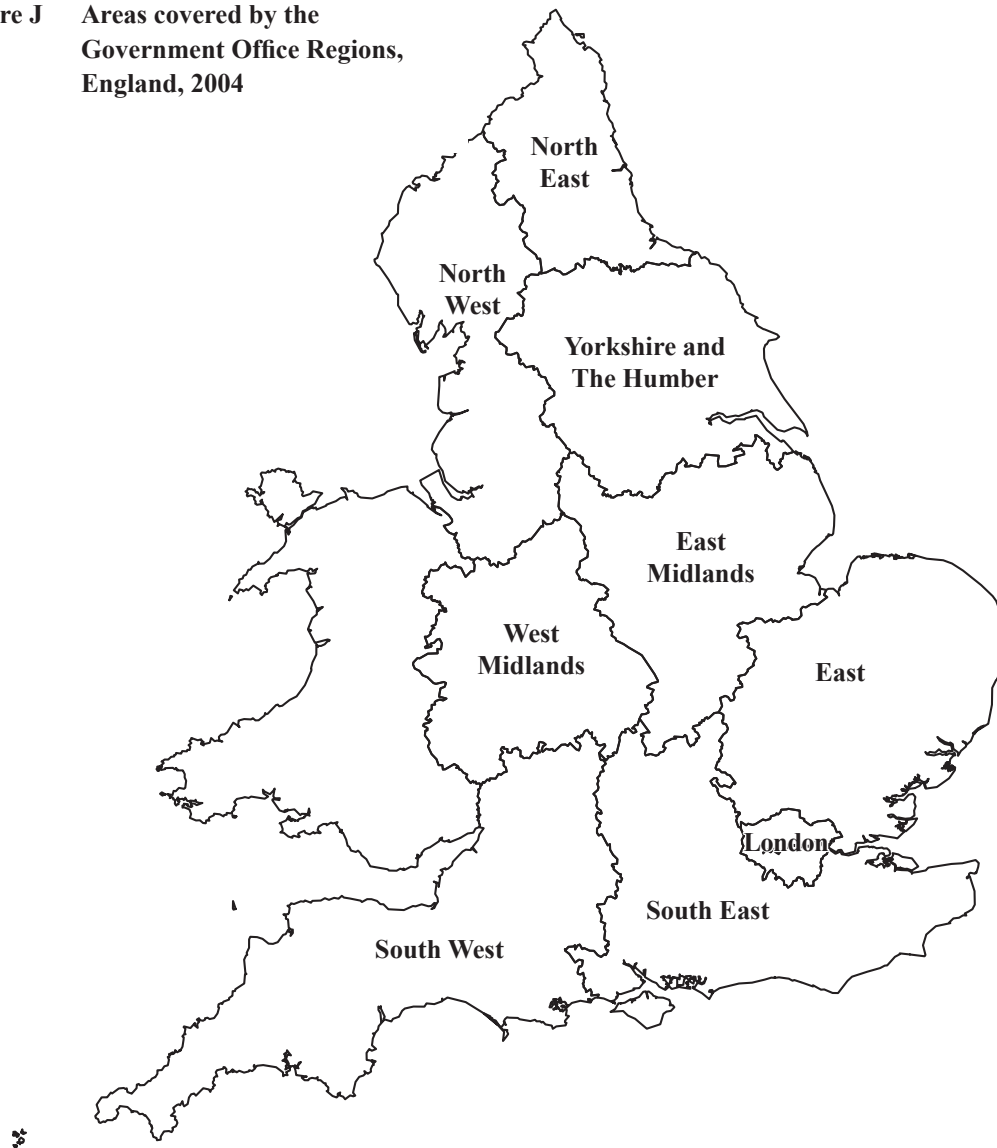 re J Areas covered by the
Government Office Regions,
England, 2004
North
East
North
West
Yorkshire and
The Humber
East
Midlands
West
Midlands
East
London
South East
South West